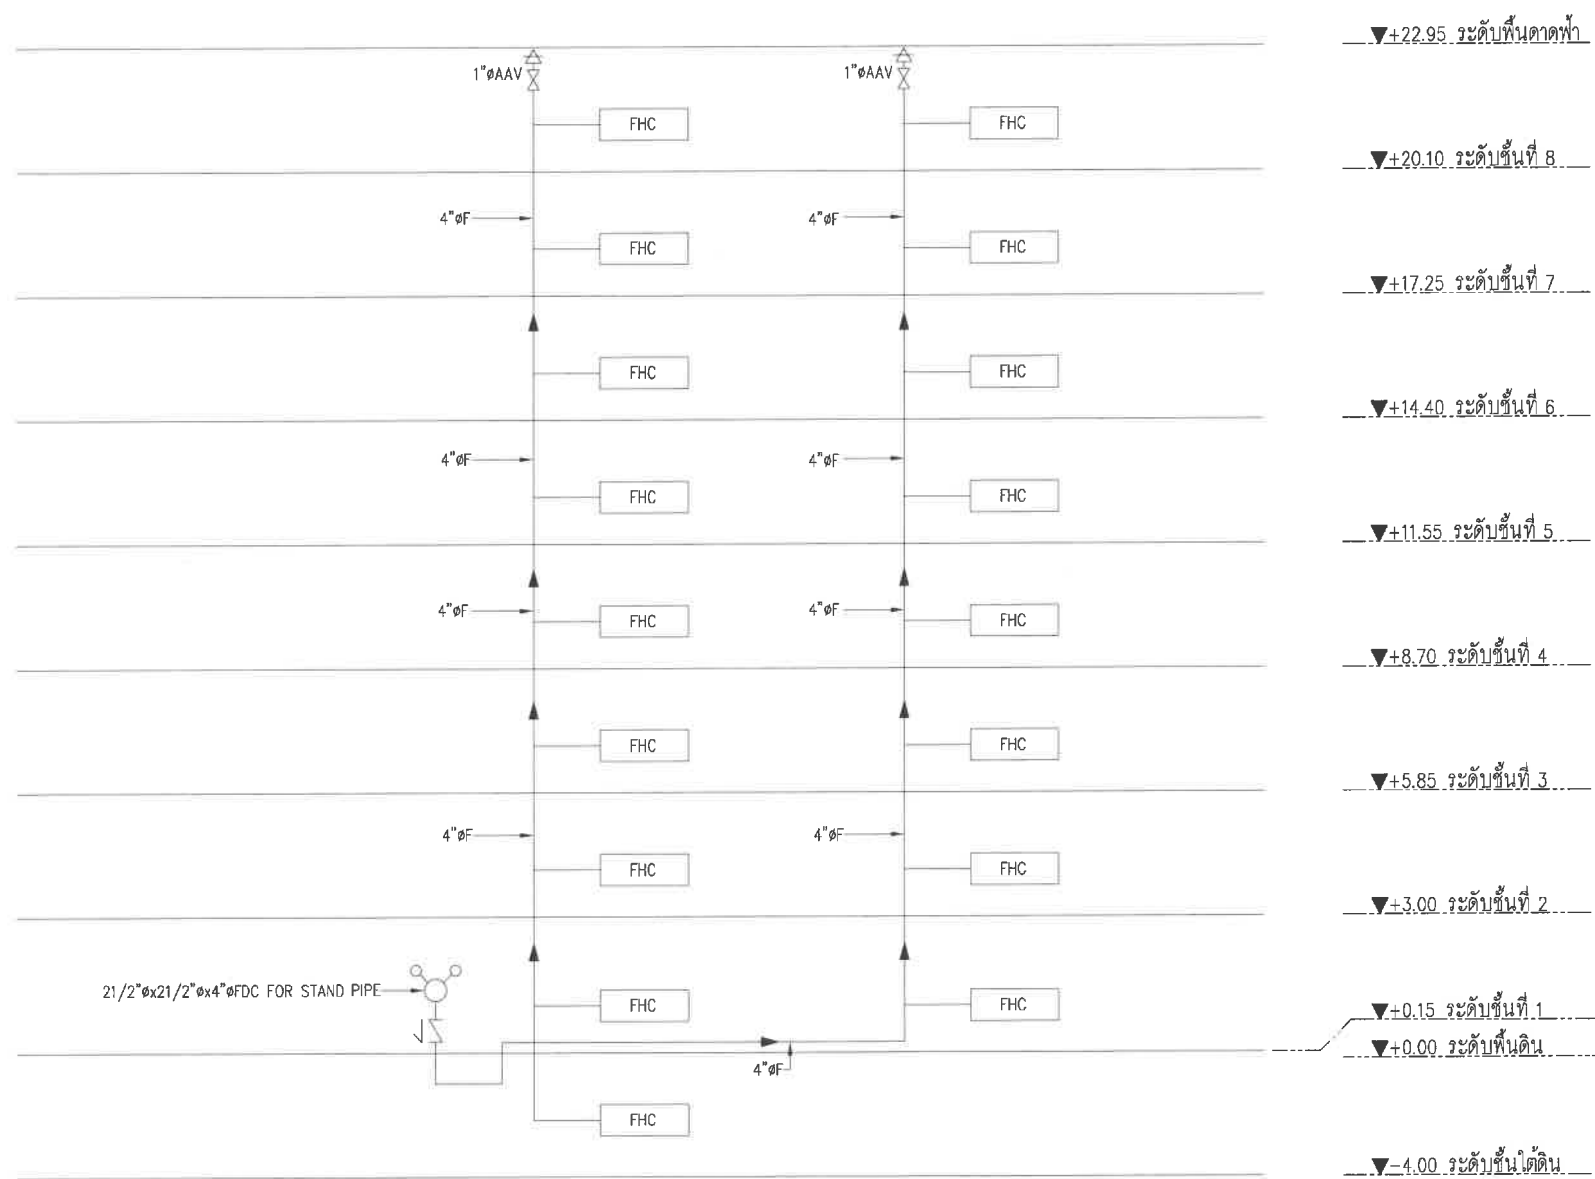 ▼+22.95 ระดับพื้นดาดฟ้า
1"øAAV
1"øAAV
FHC
FHC
▼+20.10 ระดับชั้นที่ 8
4"øF
4"øF
FHC
FHC
▼+17.25 ระดับชั้นที่ 7
FHC
FHC
▼+14.40 ระดับชั้นที่ 6
4"øF
4"øF
FHC
FHC
▼+11.55 ระดับชั้นที่ 5
4"øF
4"øF
FHC
FHC
▼+8.70 ระดับชั้นที่ 4
FHC
FHC
▼+5.85 ระดับชั้นที่ 3
4"øF
4"øF
FHC
FHC
▼+3.00 ระดับชั้นที่ 2
21/2"øx21/2"øx4"øFDC FOR STAND PIPE
FHC
FHC
▼+0.15 ระดับชั้นที่ 1
▼+0.00 ระดับพื้นดิน
4"øF
FHC
▼-4.00 ระดับชั้นใต้ดิน